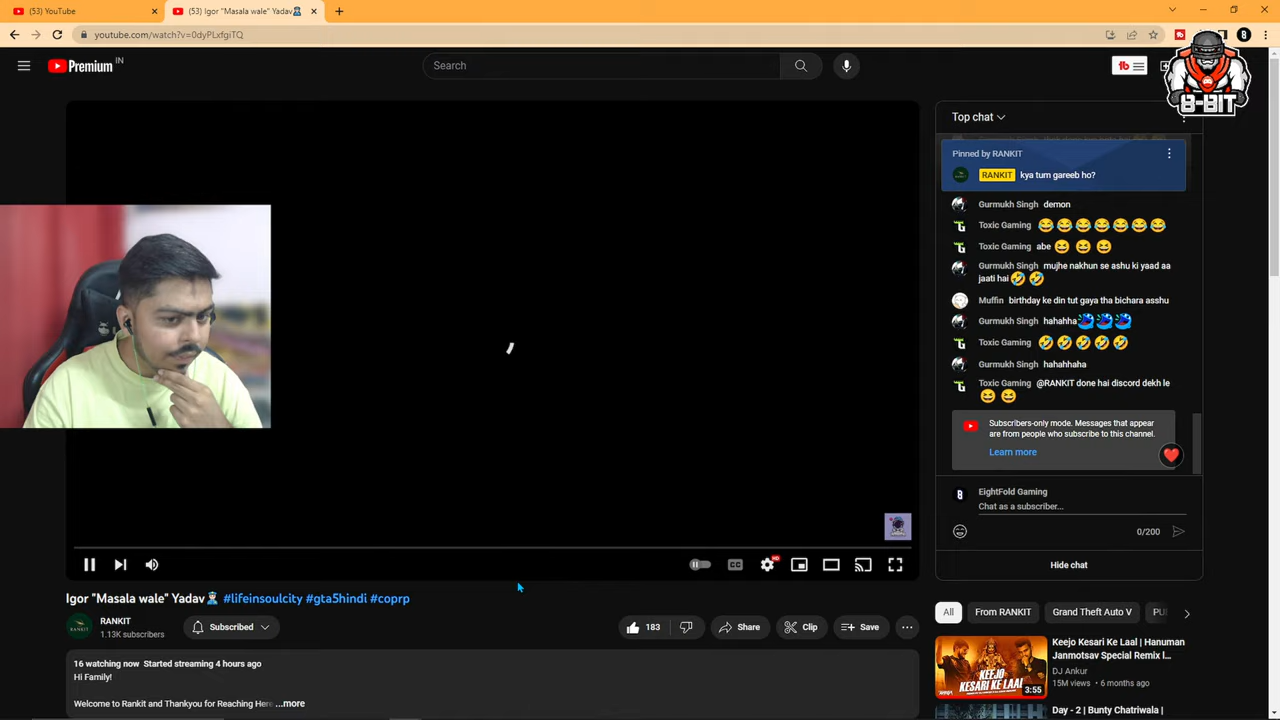 (53) YouTube
(53) Igor "Masala wale" Yadav
youtube.com/watch?v=0dyPLxfgiTQ
Premium IN
Search
8-BIT
Top chat
Pinned by RANKIT
RANKIT kya tum gareeb ho?
Gurmukh Singh demon
Toxic Gaming 😂😂😂😂😂😂😂
Toxic Gaming abe 😆😆😆
Gurmukh Singh mujhe nakhun se ashu ki yaad aa
jaati hai 🤣🤣
Muffin birthday ke din tut gaya tha bichara asshu
Gurmukh Singh hahahha
Toxic Gaming 🤣🤣🤣🤣🤣
Gurmukh Singh hahahhaha
Toxic Gaming @RANKIT done hai discord dekh le
😆😆
Subscribers-only mode. Messages that appear
are from people who subscribe to this channel.
Learn more
EightFold Gaming
Chat as a subscriber...
0/200
Hide chat
CC
HD
Igor "Masala wale" Yadav #lifeinsoulcity #gta5hindi #coprp
RANKIT
1.13K subscribers
Subscribed
183
Share
Clip
Save
16 watching now Started streaming 4 hours ago
Hi Family!
Welcome to Rankit and Thankyou for Reaching Here ...more
All
From RANKIT
Grand Theft Auto V
Keejo Kesari Ke Laal | Hanuman
Janmotsav Special Remix I...
DJ Ankur
15M views • 6 months ago
KEEJO
KESARI KE LAAL
3:55
Day - 2 | Bunty Chatriwala |